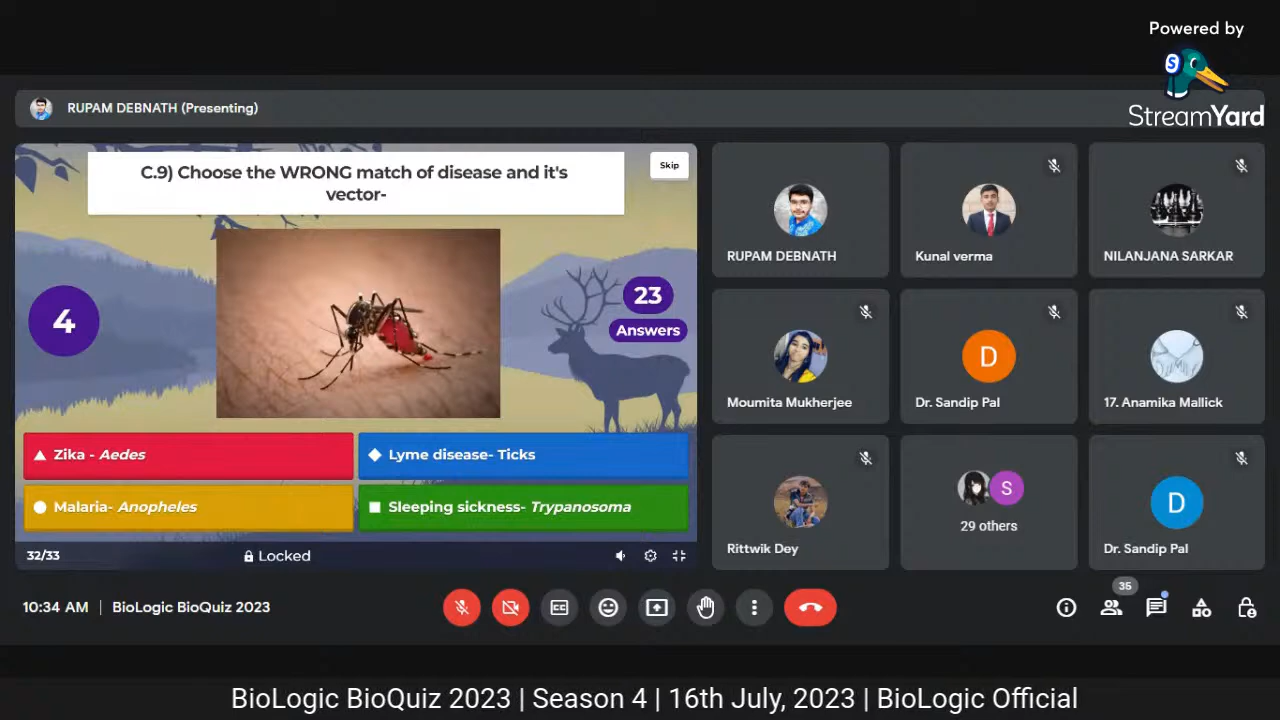 Powered by
S
StreamYard
RUPAM DEBNATH (Presenting)
C.9) Choose the WRONG match of disease and it's
vector-
Skip
4
23
Answers
Zika - Aedes
Lyme disease- Ticks
Malaria- Anopheles
Sleeping sickness- Trypanosoma
32/33
Locked
RUPAM DEBNATH
Kunal verma
NILANJANA SARKAR
Moumita Mukherjee
D
Dr. Sandip Pal
17. Anamika Mallick
Rittwik Dey
S
29 others
D
Dr. Sandip Pal
10:34 AM | BioLogic BioQuiz 2023
CC
35
BioLogic BioQuiz 2023 | Season 4 | 16th July, 2023 | BioLogic Official